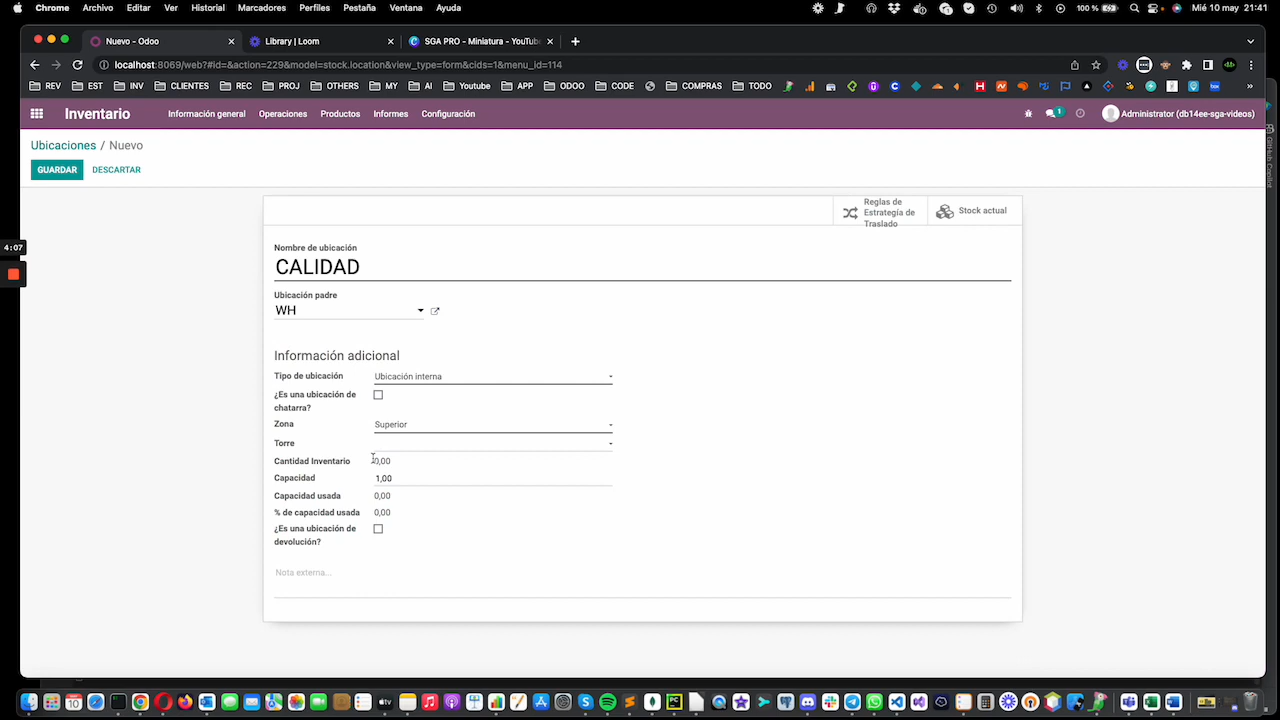 Chrome Archivo Editar Ver Historial Marcadores Perfiles Pestaña Ventana Ayuda 100 % Mié 10 may 21:41
Nuevo - Odoo Library | Loom SGA PRO - Miniatura - YouTube
localhost:8069/web?#id=&action=229&model=stock.location&view_type=form&cids=1&menu_id=114
REV EST INV CLIENTES REC PROJ OTHERS MY AI Youtube APP ODOO CODE COMPRAS TODO
Inventario Información general Operaciones Productos Informes Configuración 1 Administrator (db14ee-sga-videos)
GitHub Copilot
Ubicaciones / Nuevo
GUARDAR DESCARTAR
Reglas de
Estrategía de
Traslado
Stock actual
4:07
Nombre de ubicación
CALIDAD
Ubicación padre
WH
Información adicional
Tipo de ubicación Ubicación interna
¿Es una ubicación de
chatarra?
Zona Superior
Torre
Cantidad Inventario 0,00
Capacidad 1,00
Capacidad usada 0,00
% de capacidad usada 0,00
¿Es una ubicación de
devolución?
Nota externa...